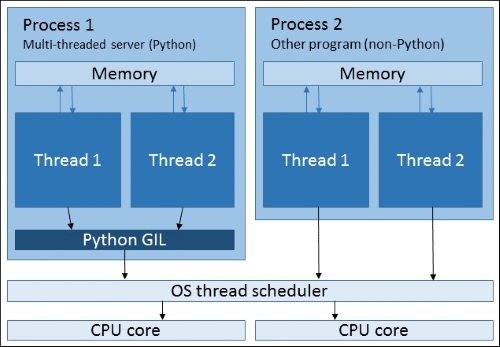 Process 1
Multi-threaded server (Python)
Memory
Thread 1
Thread 2
Python GIL
Process 2
Other program (non-Python)
Memory
Thread 1
Thread 2
OS thread scheduler
CPU core
CPU core